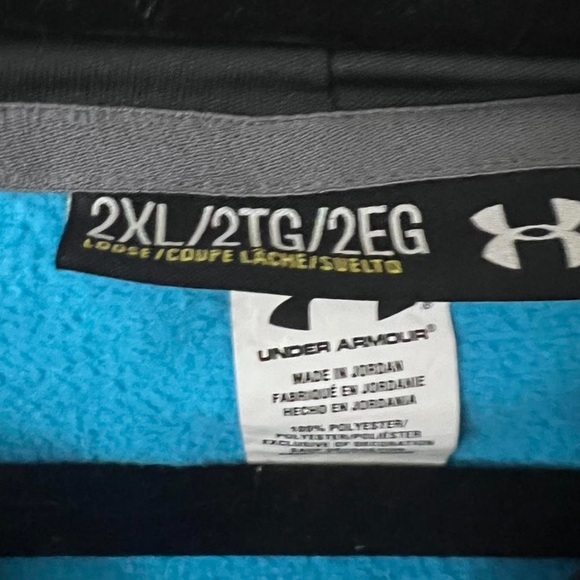 2XL/2TG/2EG
LOOSE/COUPE LÂCHE/SUELTO
®
UNDER ARMOUR®
MADE IN JORDAN
FABRIQUÉ EN JORDANIE
HECHO EN JORDANIA
100% POLYESTER/
POLYESTER/POLIÉSTER
EXCLUSIVE OF DECORATION